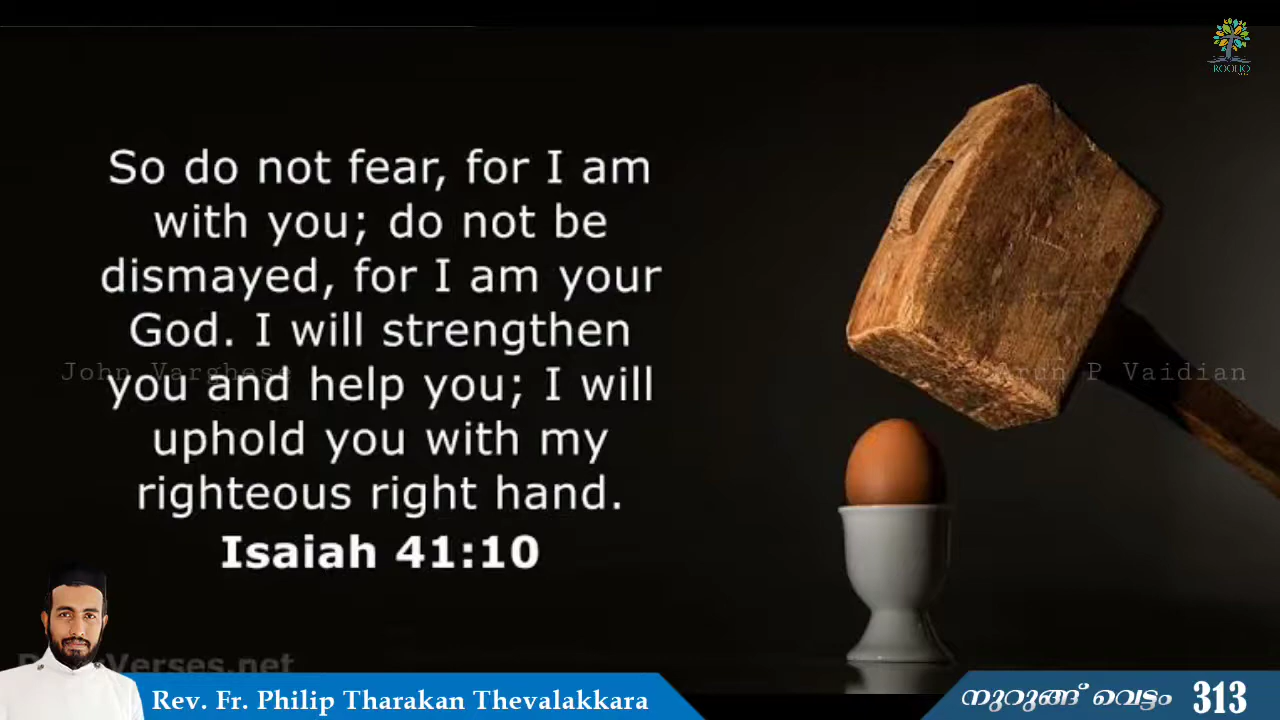 ROOHO
So do not fear, for I am
with you; do not be
dismayed, for I am your
God. I will strengthen
you and help you; I will
uphold you with my
righteous right hand.
Isaiah 41:10
John Varghese
Arun P Vaidian
DailyVerses.net
Rev. Fr. Philip Tharakan Thevalakkara
നുറുങ്ങ് വെട്ടം 313